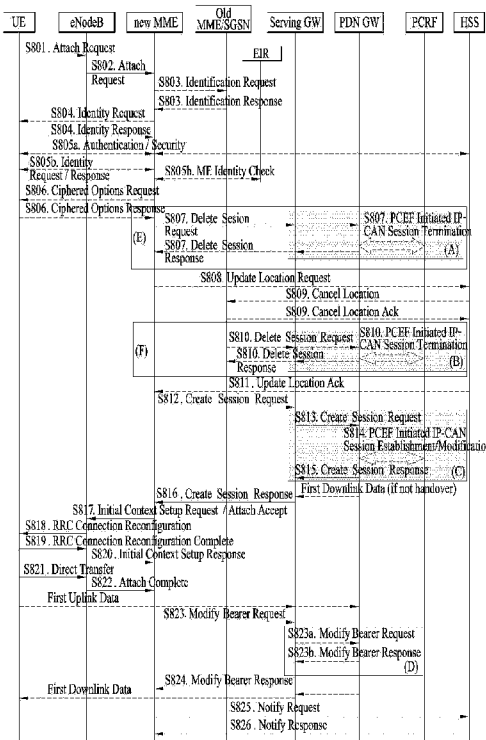 UE
eNodeB
new MME
Old
MME/SGSN
Serving GW
PDN GW
PCRF
HSS
EIR
S801. Attach Request
S802. Attach
Request
S803. Identification Request
S803. Identification Response
S804. Identity Request
S804. Identity Response
S805a. Authentication / Security
S805b. Identity
Request / Response
S805b. ME Identity Check
S806. Ciphered Options Request
S806. Ciphered Options Response
(E)
S807. Delete Sesion
Request
S807. PCEF Initiated IP-
CAN Session Termination
S807. Delete Session
Response
(A)
S808. Update Location Request
S809. Cancel Location
S809. Cancel Location Ack
(F)
S810. Delete Session Request
S810. PCEF Initiated IP-
CAN Session Termination
S810. Delete Session
Response
(B)
S811. Update Location Ack
S812. Create Session Request
S813. Create Session Request
S814. PCEF Initiated IP-CAN
Session Establishment/Modificatio
S815. Create Session Response
(C)
S816. Create Session Response
First Downlink Data (if not handover)
S817. Initial Context Setup Request / Attach Accept
S818. RRC Connection Reconfiguration
S819. RRC Connection Reconfiguration Complete
S820. Initial Context Setup Response
S821. Direct Transfer
S822. Attach Complete
First Uplink Data
S823. Modify Bearer Request
S823a. Modify Bearer Request
S823b. Modify Bearer Response
(D)
S824. Modify Bearer Response
First Downlink Data
S825. Notify Request
S826. Notify Response